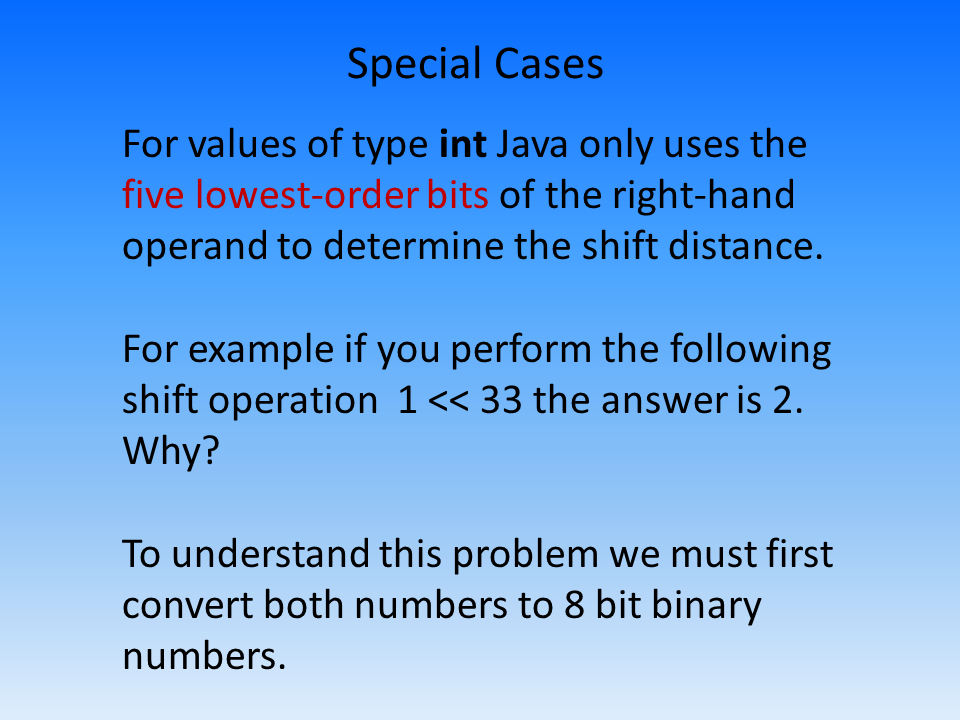 Special Cases
For values of type int Java only uses the
five lowest-order bits of the right-hand
operand to determine the shift distance.
For example if you perform the following
shift operation  1 << 33 the answer is 2.
Why?
To understand this problem we must first
convert both numbers to 8 bit binary
numbers.